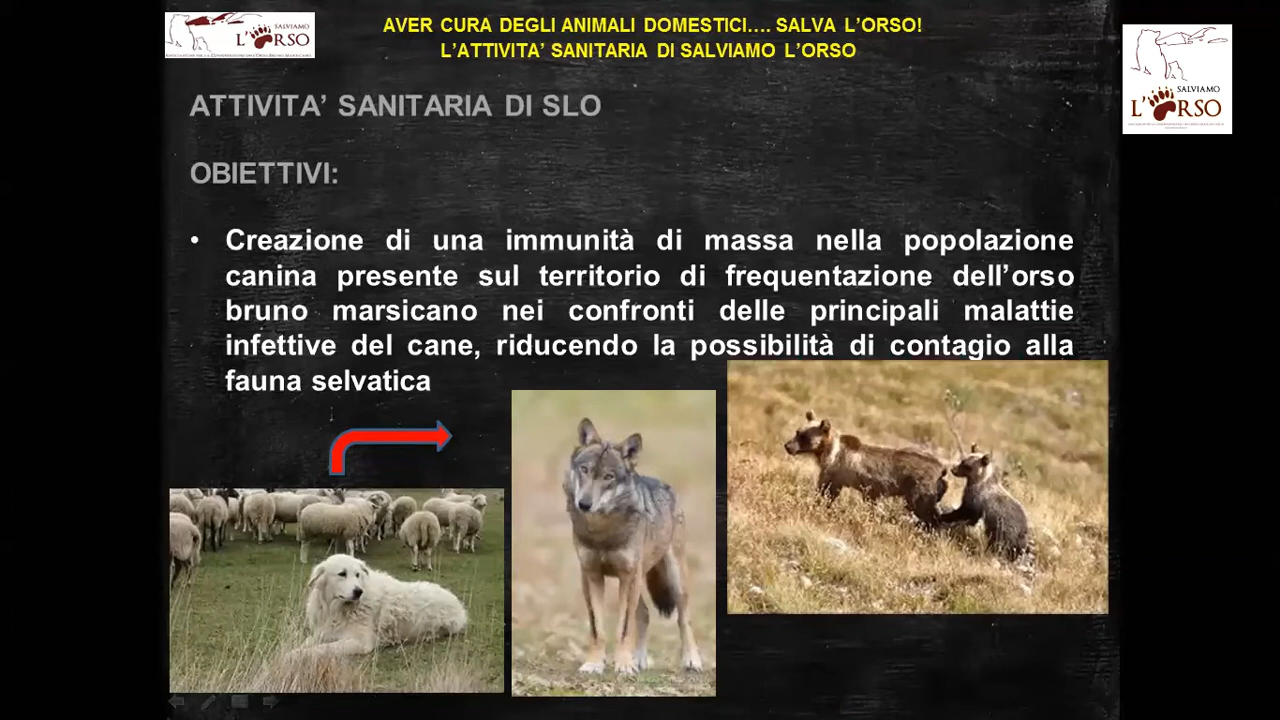 SALVIAMO
L'ORSO
AVER CURA DEGLI ANIMALI DOMESTICI.... SALVA L'ORSO!
L'ATTIVITA' SANITARIA DI SALVIAMO L'ORSO
SALVIAMO
L'ORSO
ATTIVITA' SANITARIA DI SLO
OBIETTIVI:
• Creazione di una immunità di massa nella popolazione
canina presente sul territorio di frequentazione dell'orso
bruno marsicano nei confronti delle principali malattie
infettive del cane, riducendo la possibilità di contagio alla
fauna selvatica